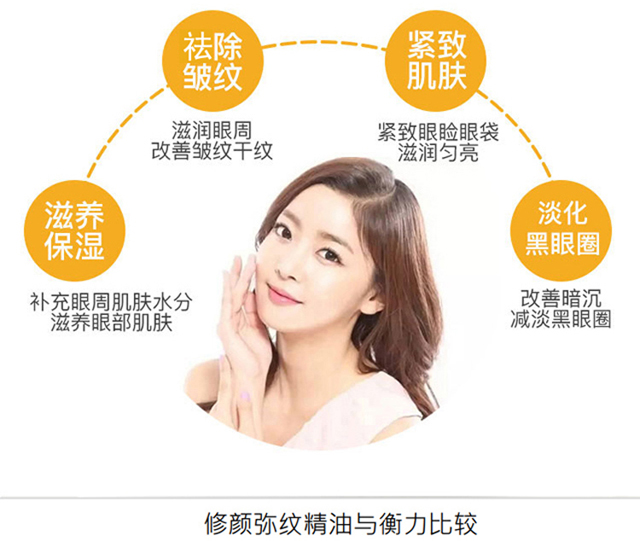 祛除
皱纹
滋润眼周
改善皱纹干纹
紧致
肌肤
紧致眼睑眼袋
滋润匀亮
滋养
保湿
补充眼周肌肤水分
滋养眼部肌肤
淡化
黑眼圈
改善暗沉
减淡黑眼圈
修颜弥纹精油与衡力比较